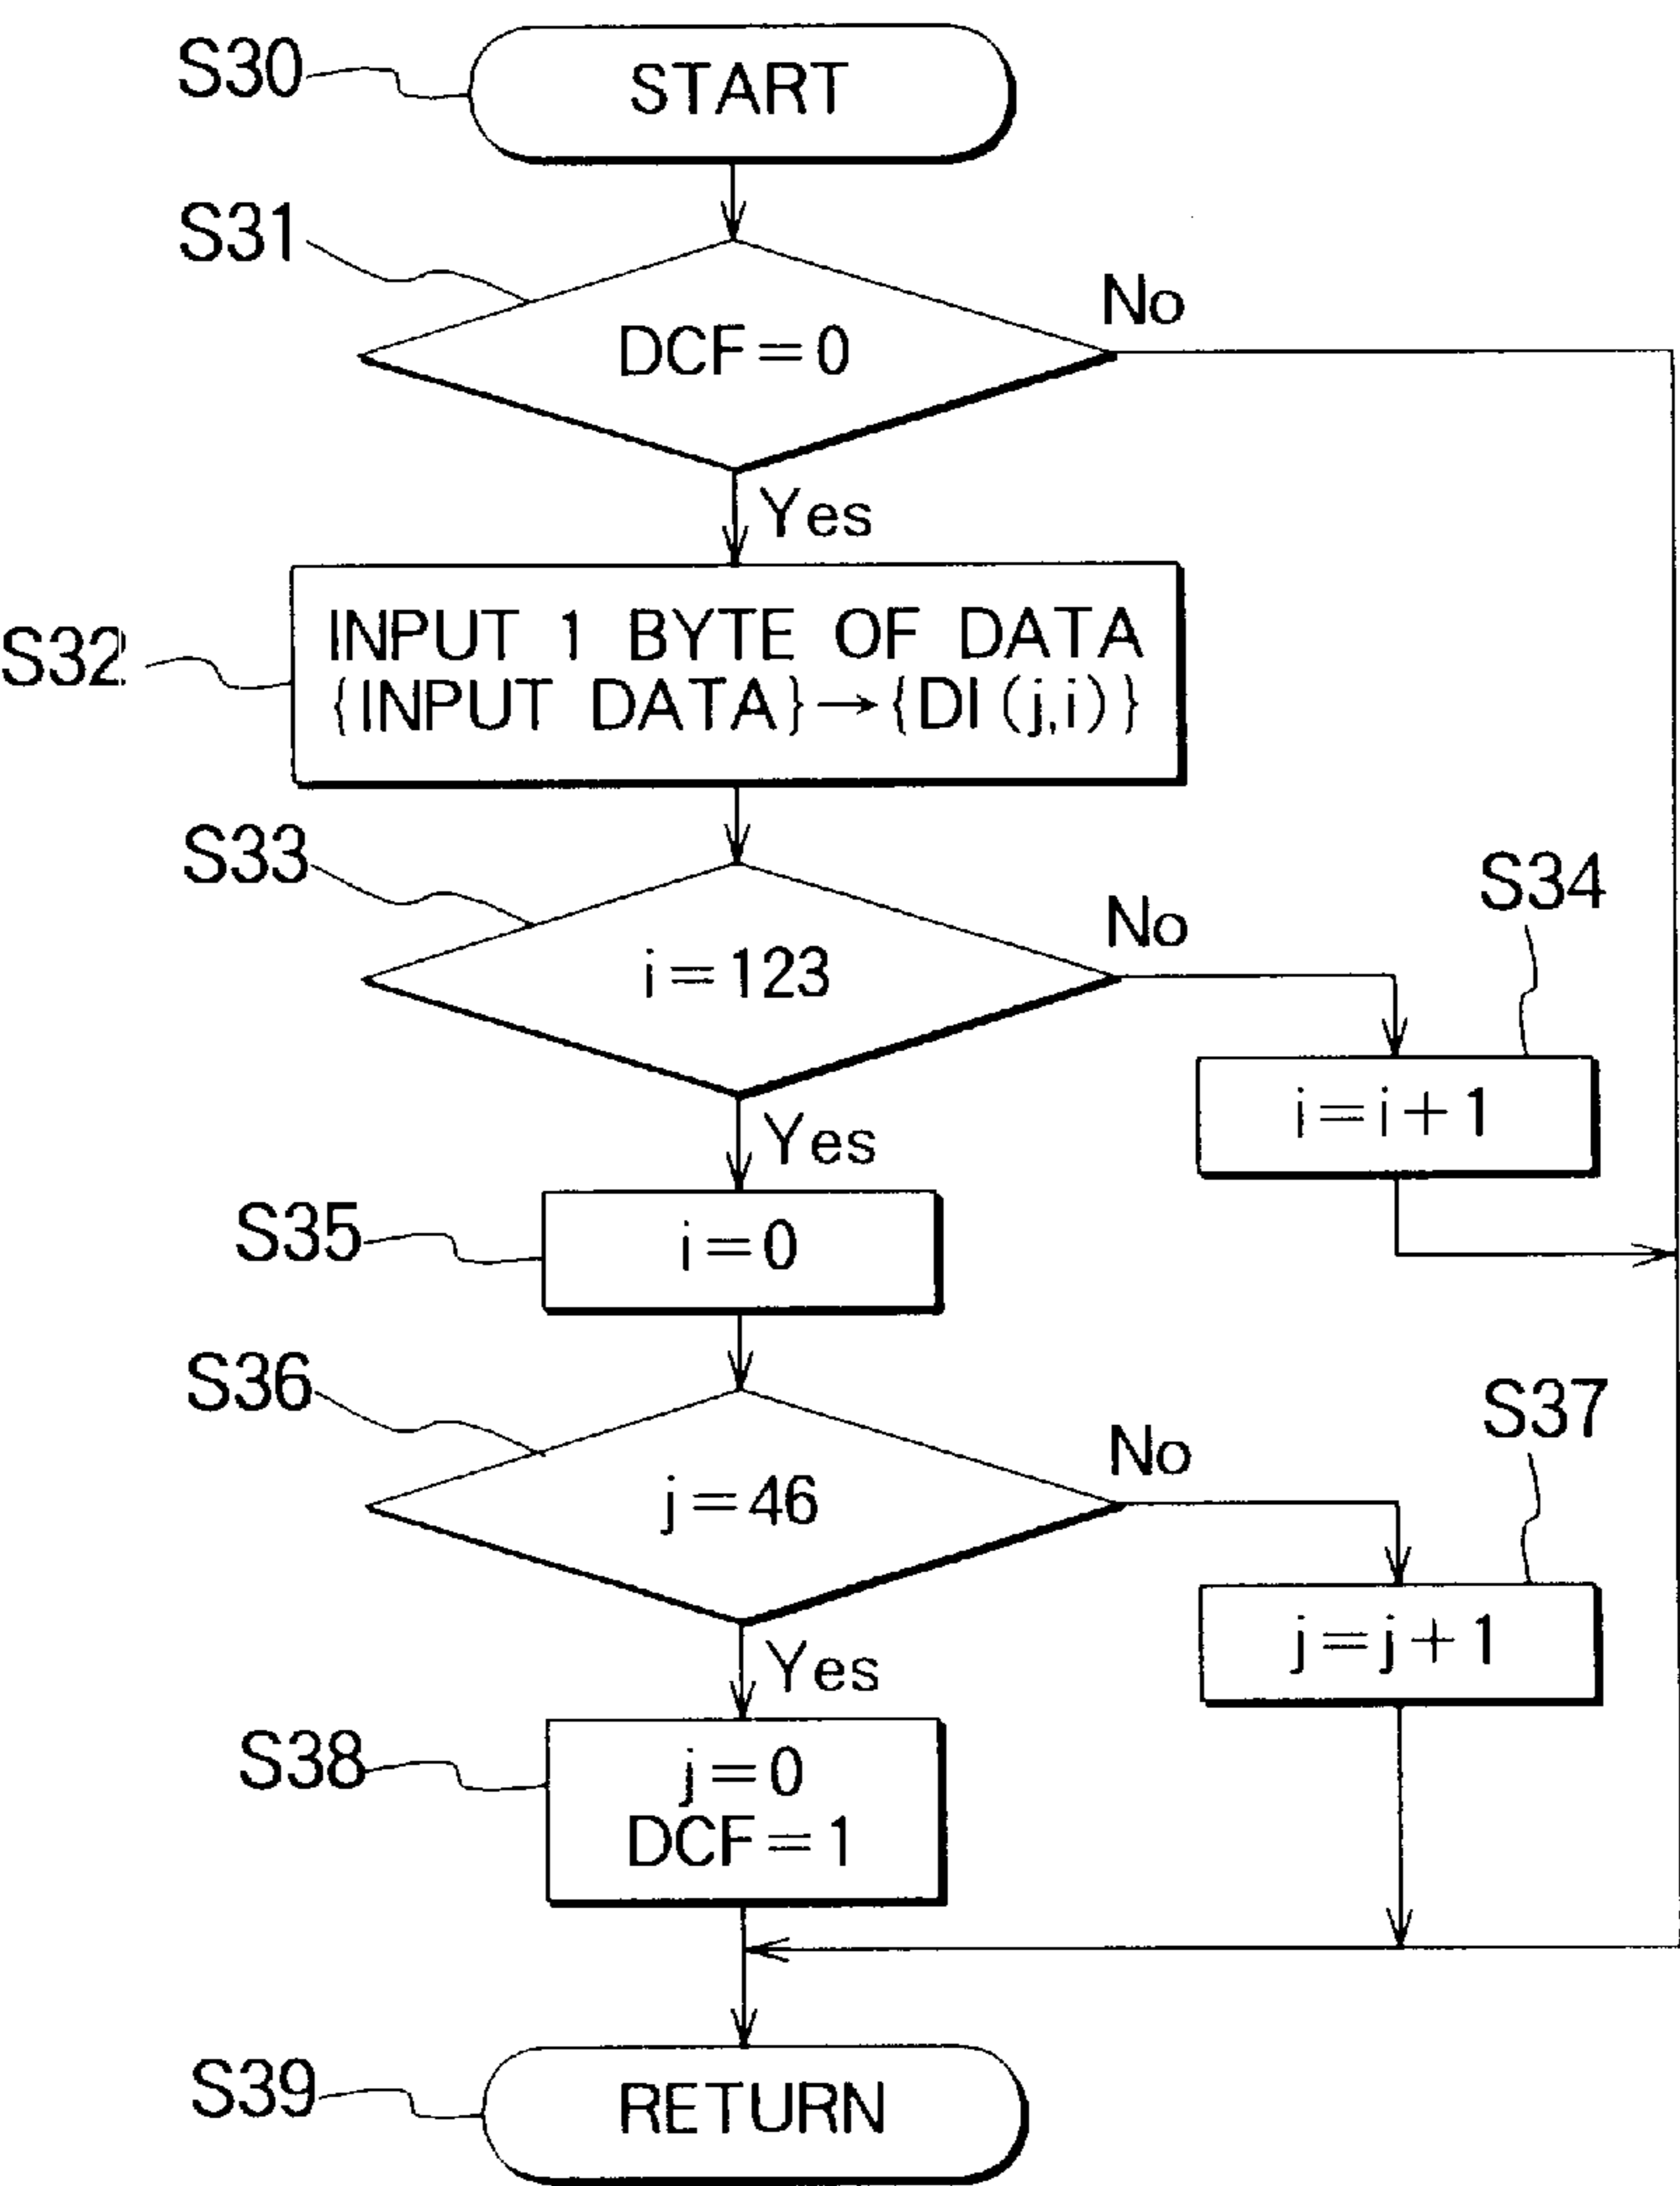 S30
START
S31
DCF=0
No
Yes
S32
INPUT 1 BYTE OF DATA
{INPUT DATA}→{DI(j,i)}
S33
i=123
No
S34
i=i+1
Yes
S35
i=0
S36
j=46
No
S37
j=j+1
Yes
S38
j=0
DCF=1
S39
RETURN